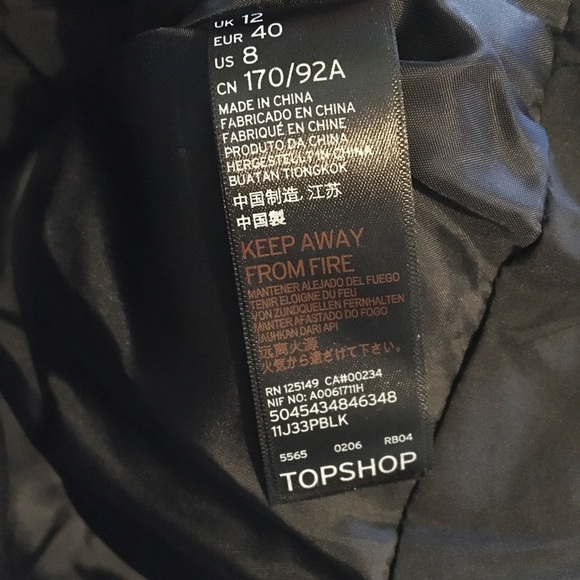 UK 12
EUR 40
US 8
CN 170/92A
MADE IN CHINA
FABRICADO EN CHINA
FABRIQUÉ EN CHINE
PRODUTO DA CHINA
HERGESTELLT IN CHINA
BUATAN TIONGKOK
中国制造, 江苏
中國製
KEEP AWAY
FROM FIRE
MANTENER ALEJADO DEL FUEGO
TENIR ELOIGNE DU FEU
VON ZUNDQUELLEN FERNHALTEN
MANTER AFASTADO DO FOGO
JAUHKAN DARI API
远离火源
火気から遠ざけて下さい。
RN 125149 CA#00234
NIF NO: A0061711H
5045434846348
11J33PBLK
5565 0206 RB04
TOPSHOP